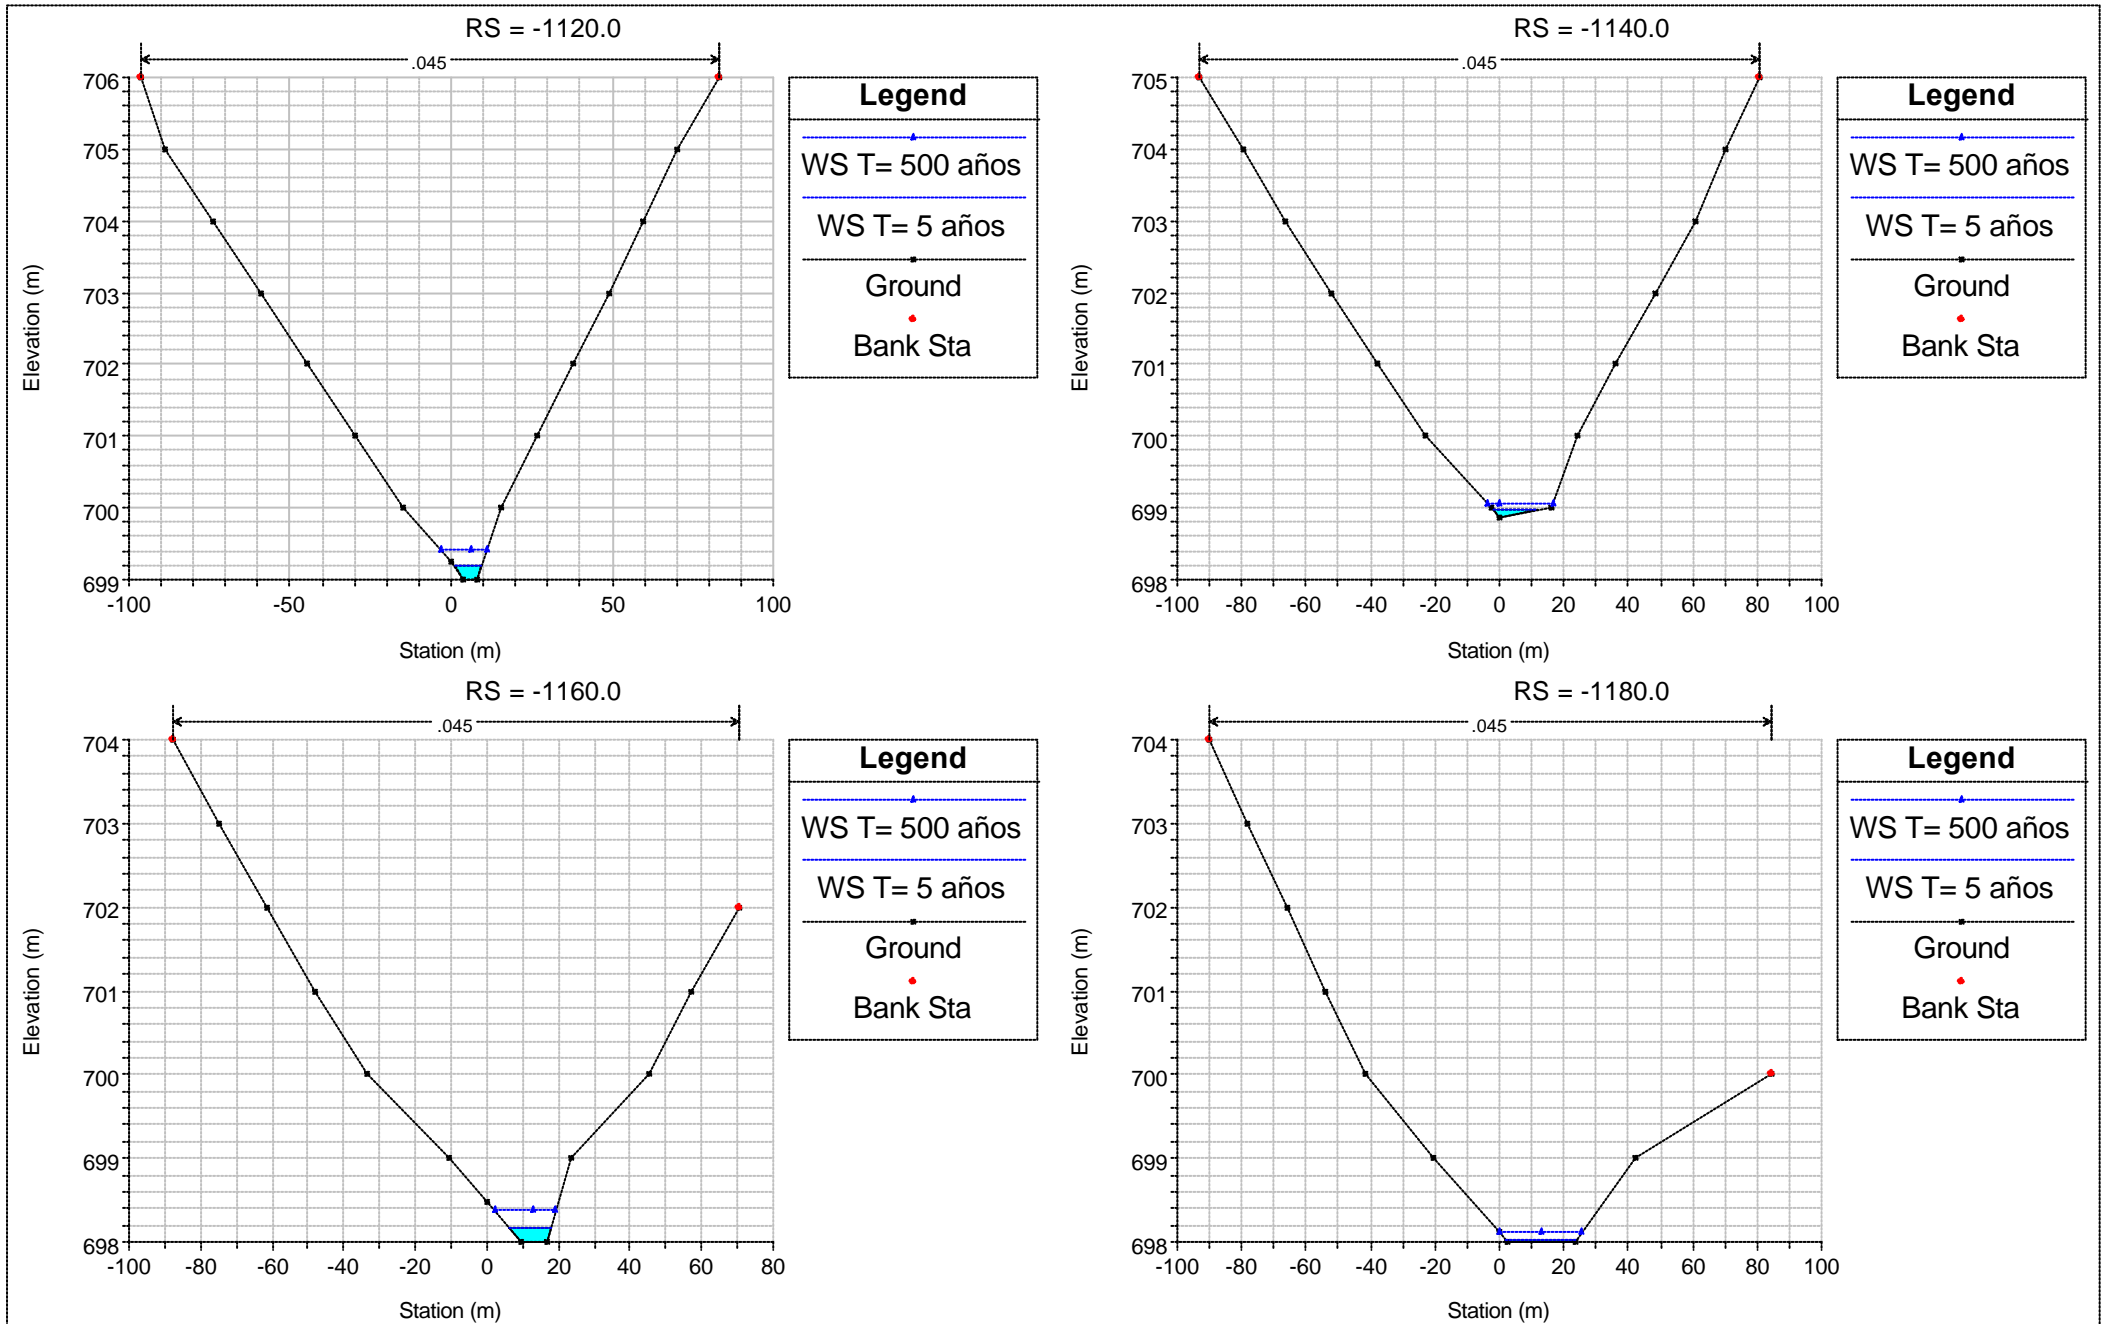 RS = -1120.0
.045
706
705
704
703
702
701
700
699
-100
-50
0
50
100
Elevation (m)
Station (m)
Legend
WS T= 500 años
WS T= 5 años
Ground
Bank Sta
RS = -1140.0
.045
705
704
703
702
701
700
699
698
-100
-80
-60
-40
-20
0
20
40
60
80
100
Elevation (m)
Station (m)
Legend
WS T= 500 años
WS T= 5 años
Ground
Bank Sta
RS = -1160.0
.045
704
703
702
701
700
699
698
-100
-80
-60
-40
-20
0
20
40
60
80
Elevation (m)
Station (m)
Legend
WS T= 500 años
WS T= 5 años
Ground
Bank Sta
RS = -1180.0
.045
704
703
702
701
700
699
698
-100
-80
-60
-40
-20
0
20
40
60
80
100
Elevation (m)
Station (m)
Legend
WS T= 500 años
WS T= 5 años
Ground
Bank Sta